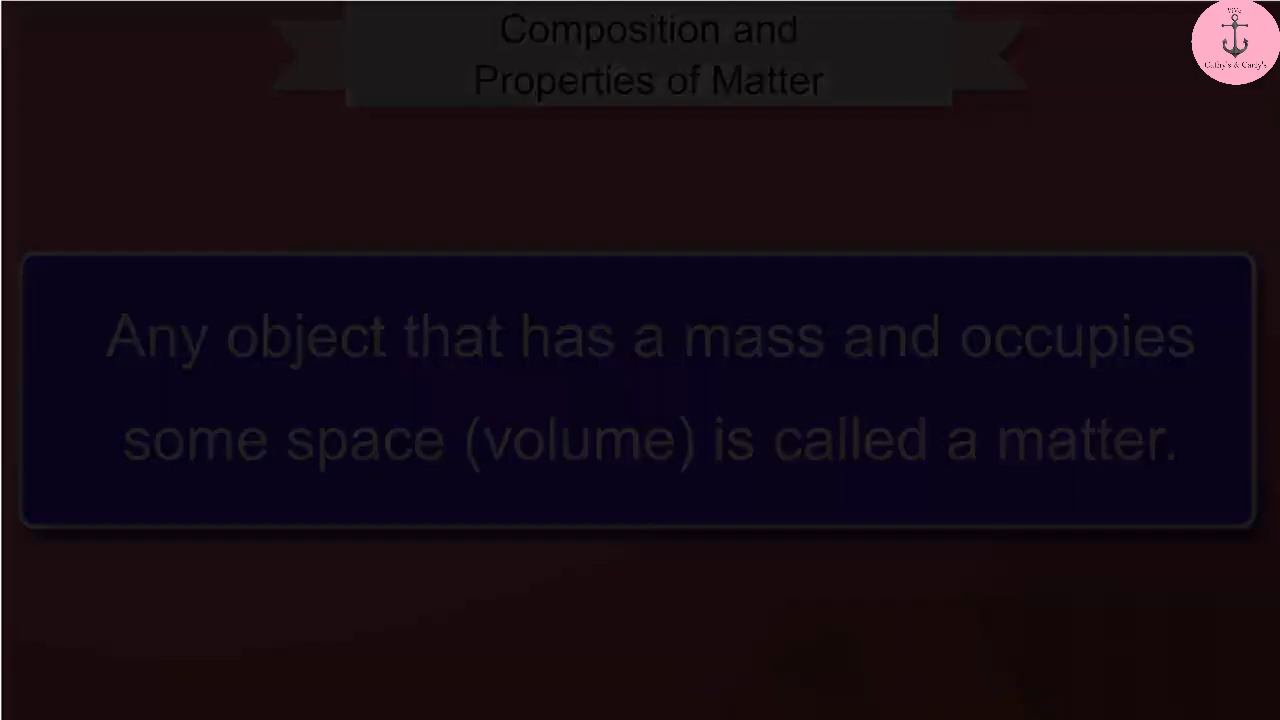 Composition and
Properties of Matter
Any object that has a mass and occupies
some space (volume) is called a matter.